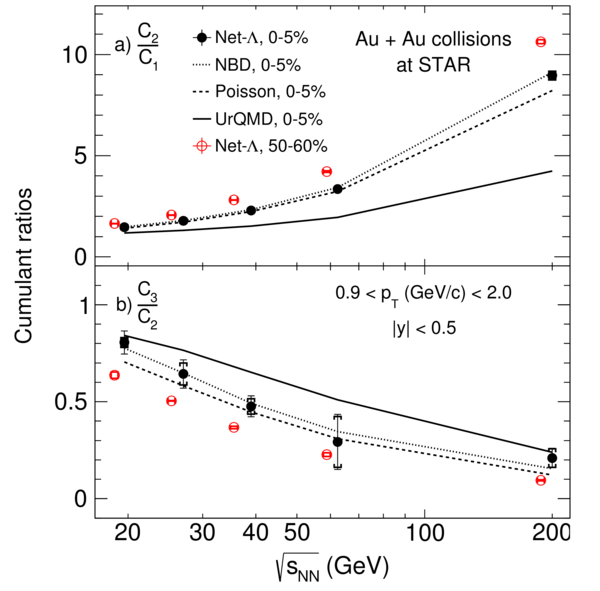 a) C2/C1
Net-Λ, 0-5%
NBD, 0-5%
Poisson, 0-5%
UrQMD, 0-5%
Net-Λ, 50-60%
Au + Au collisions
at STAR
10
5
0
Cumulant ratios
b) C3/C2
0.9 < pT (GeV/c) < 2.0
|y| < 0.5
1
0.5
0
20 30 40 50 100 200
√sNN (GeV)